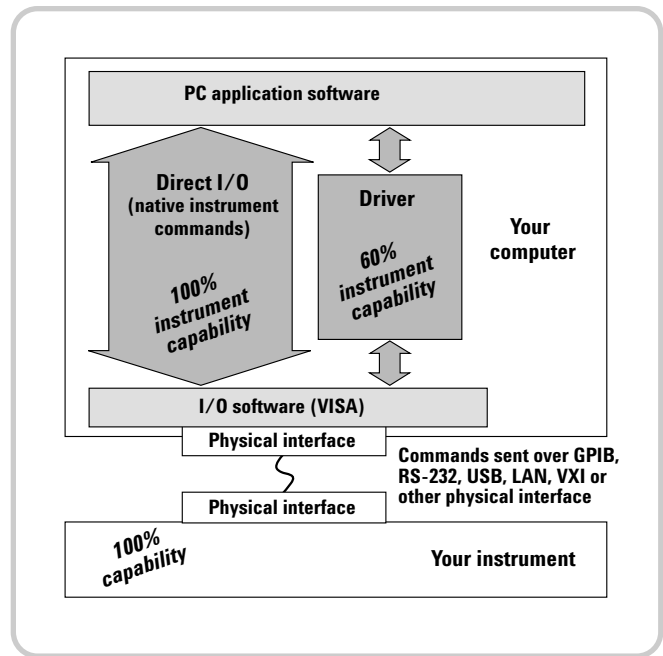 PC application software
Direct I/O
(native instrument
commands)
100%
instrument
capability
Driver
60%
instrument
capability
Your
computer
I/O software (VISA)
Physical interface
Commands sent over GPIB,
RS-232, USB, LAN, VXI or
other physical interface
Physical interface
100%
capability
Your instrument